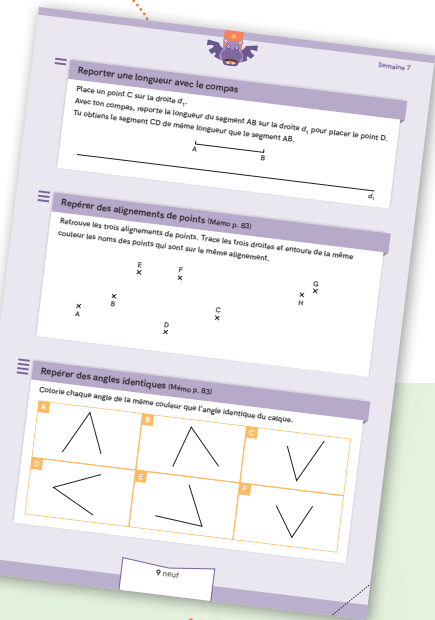 Semaine 7
Reporter une longueur avec le compas
Place un point C sur la droite d₁.
Avec ton compas, reporte la longueur du segment AB sur la droite d₁ pour placer le point D.
Tu obtiens le segment CD de même longueur que le segment AB.
A B
d₁
Repérer des alignements de points (Mémo p. 83)
Retrouve les trois alignements de points. Trace les trois droites et entoure de la même
couleur les noms des points qui sont sur le même alignement.
E F
G
B H
A C
D
Repérer des angles identiques (Mémo p. 83)
Colorie chaque angle de la même couleur que l'angle identique du calque.
A B C
D E F
9 neuf